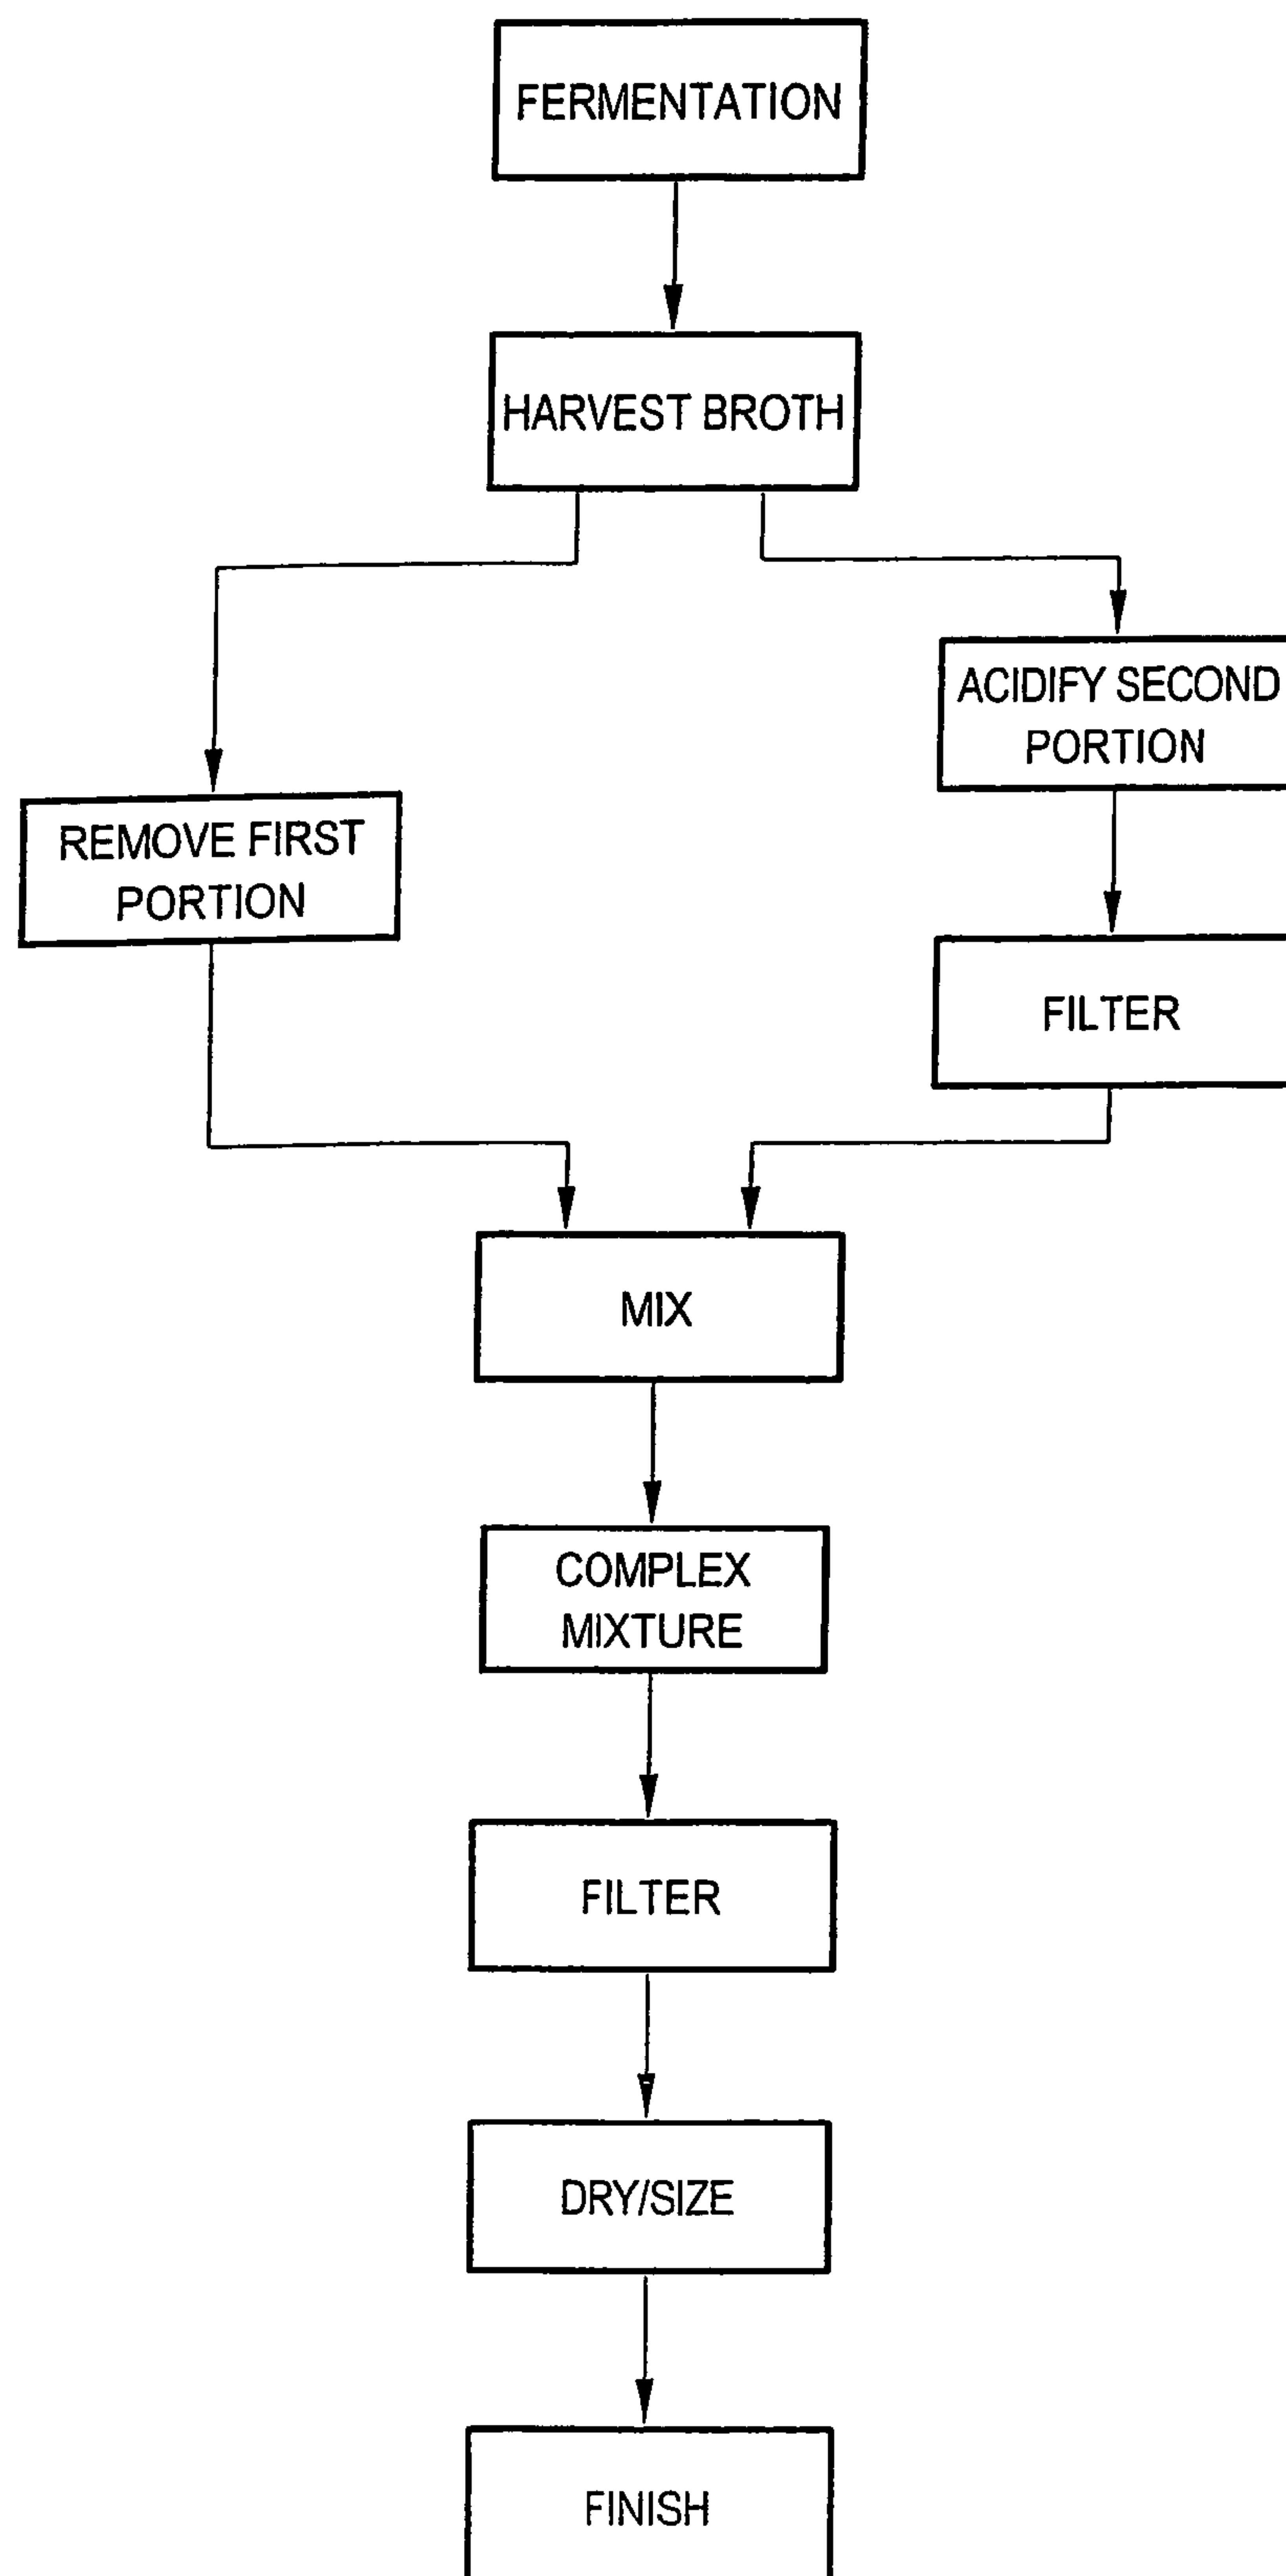 FERMENTATION
HARVEST BROTH
ACIDIFY SECOND
PORTION
REMOVE FIRST
PORTION
FILTER
MIX
COMPLEX
MIXTURE
FILTER
DRY/SIZE
FINISH